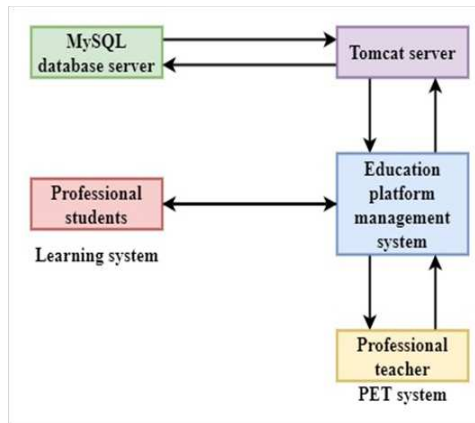 MySQL
database server
Tomcat server
Education
platform
management
system
Professional
students
Learning system
Professional
teacher
PET system